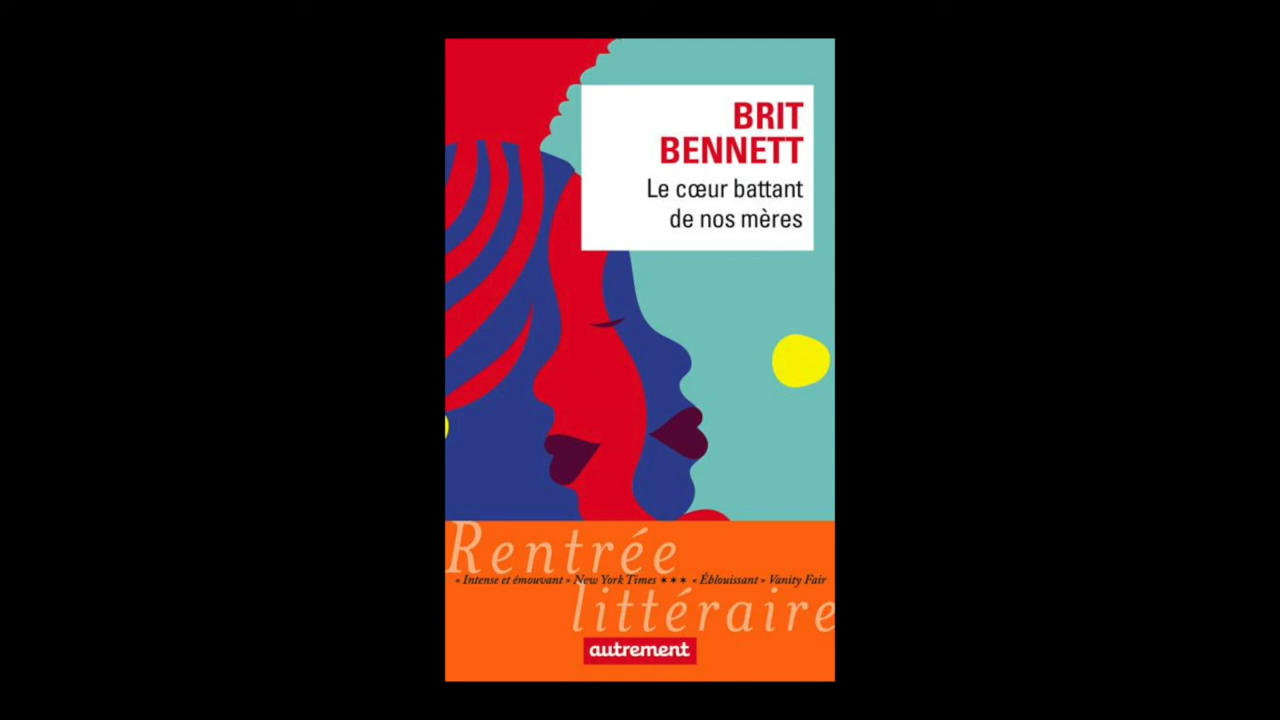 BRIT
BENNETT
Le cœur battant
de nos mères
Rentrée
« Intense et émouvant » New York Times ★★★ « Éblouissant » Vanity Fair
littéraire
autrement